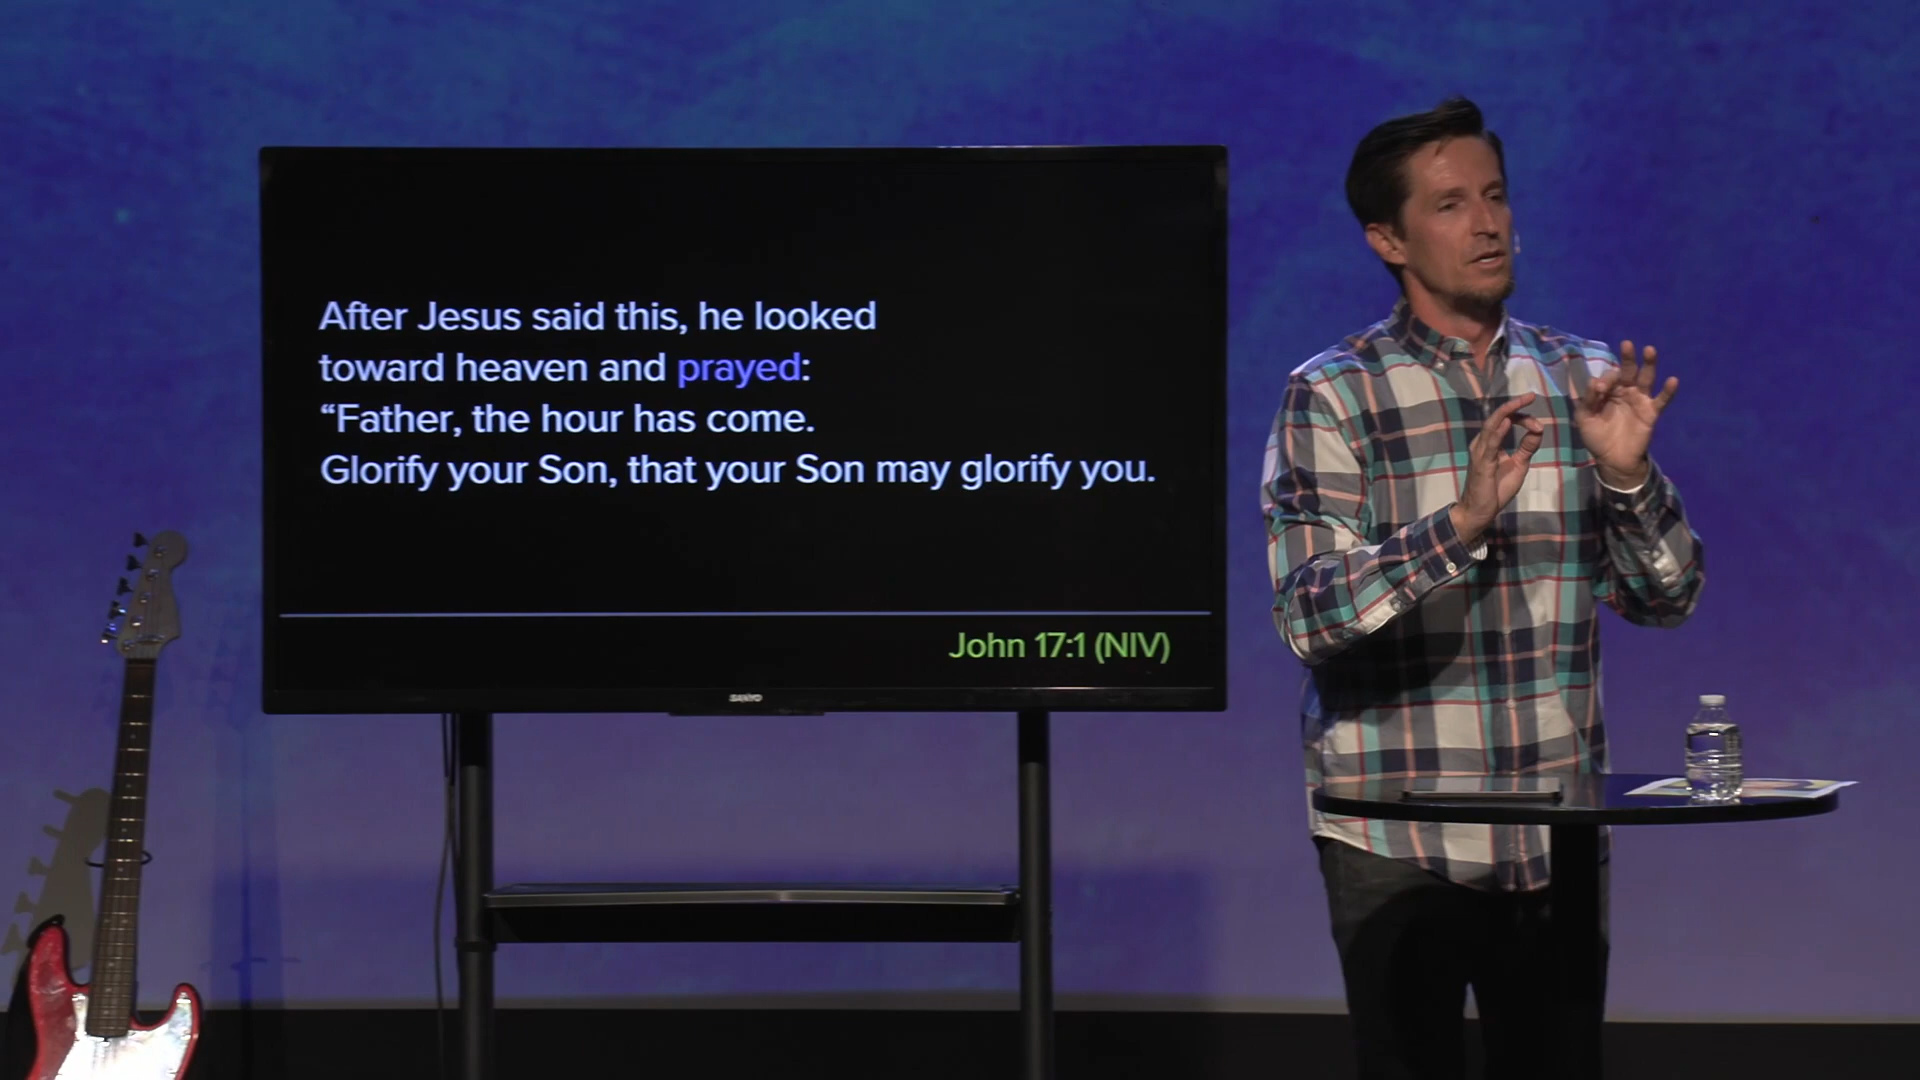 After Jesus said this, he looked
toward heaven and prayed:
“Father, the hour has come.
Glorify your Son, that your Son may glorify you.
John 17:1 (NIV)
SANYO